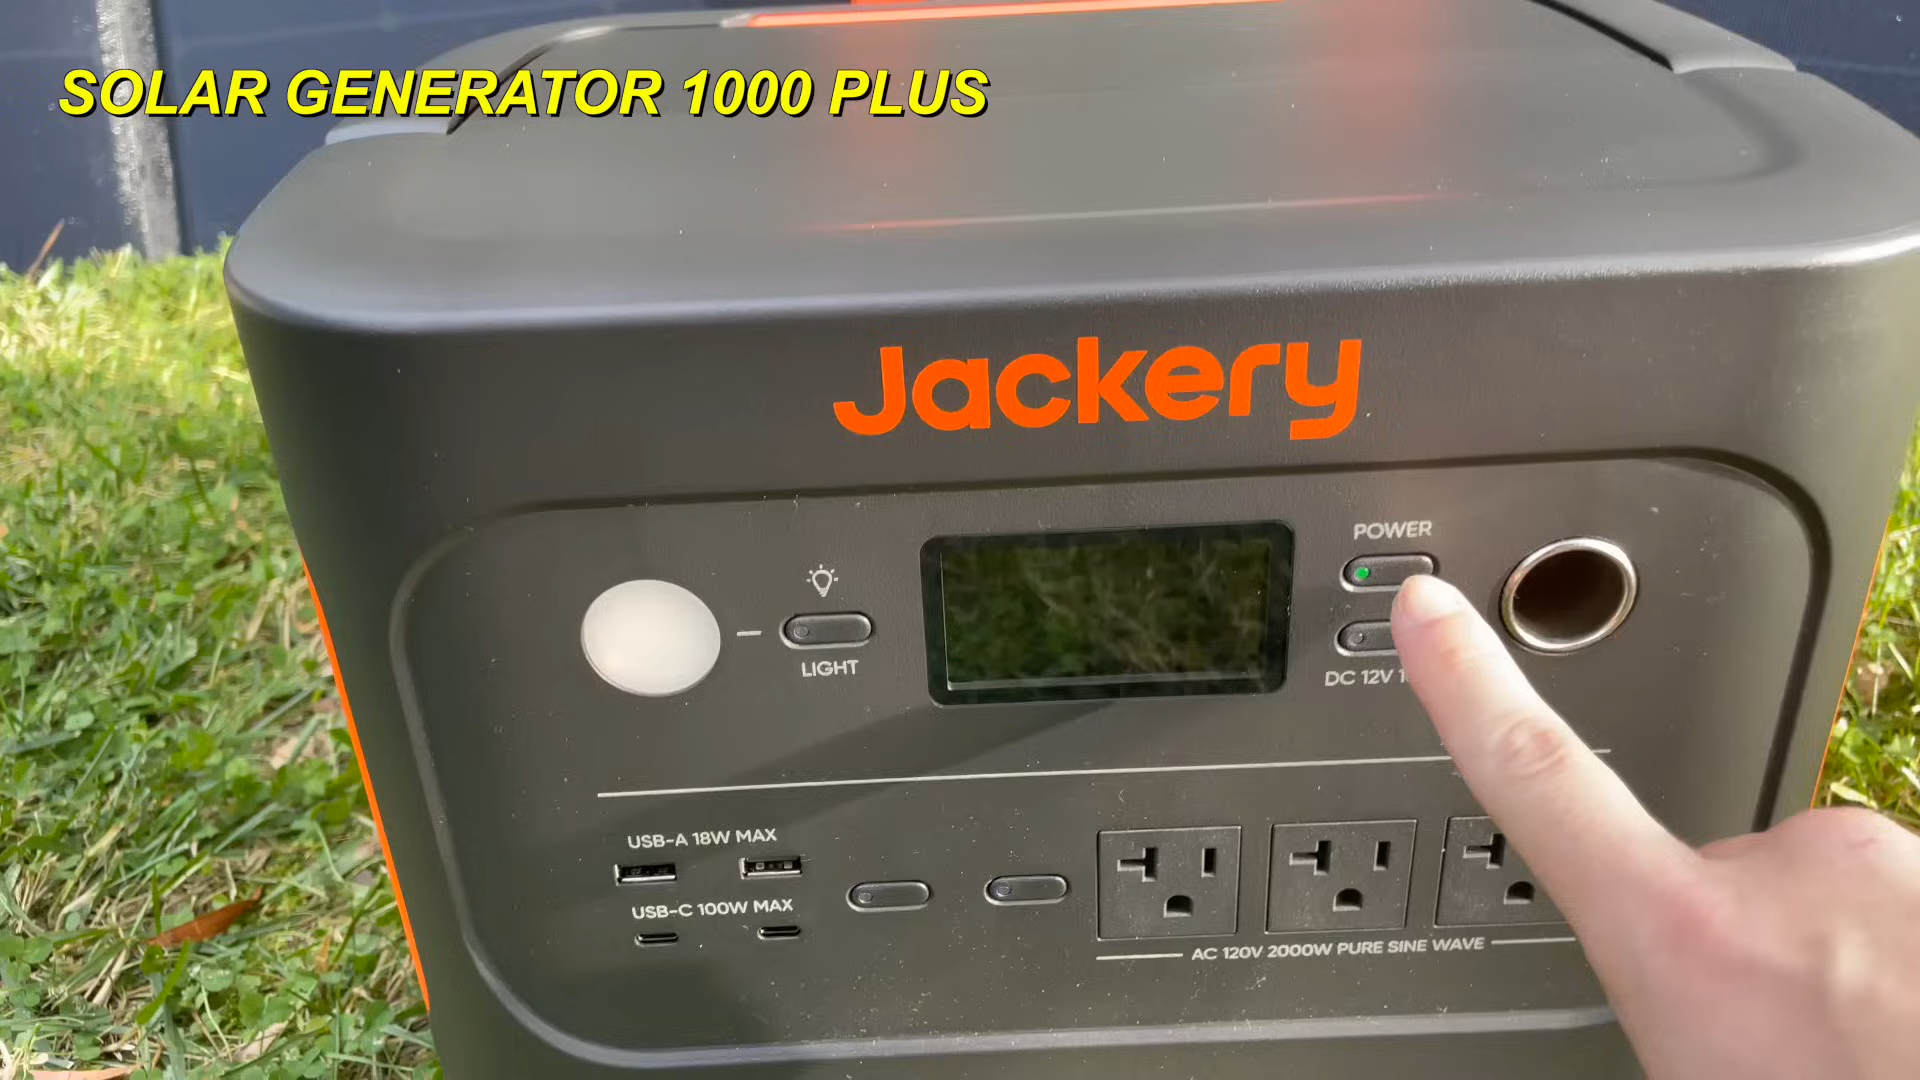 SOLAR GENERATOR 1000 PLUS
Jackery
POWER
LIGHT
DC 12V
USB-A 18W MAX
USB-C 100W MAX
AC 120V 2000W PURE SINE WAVE